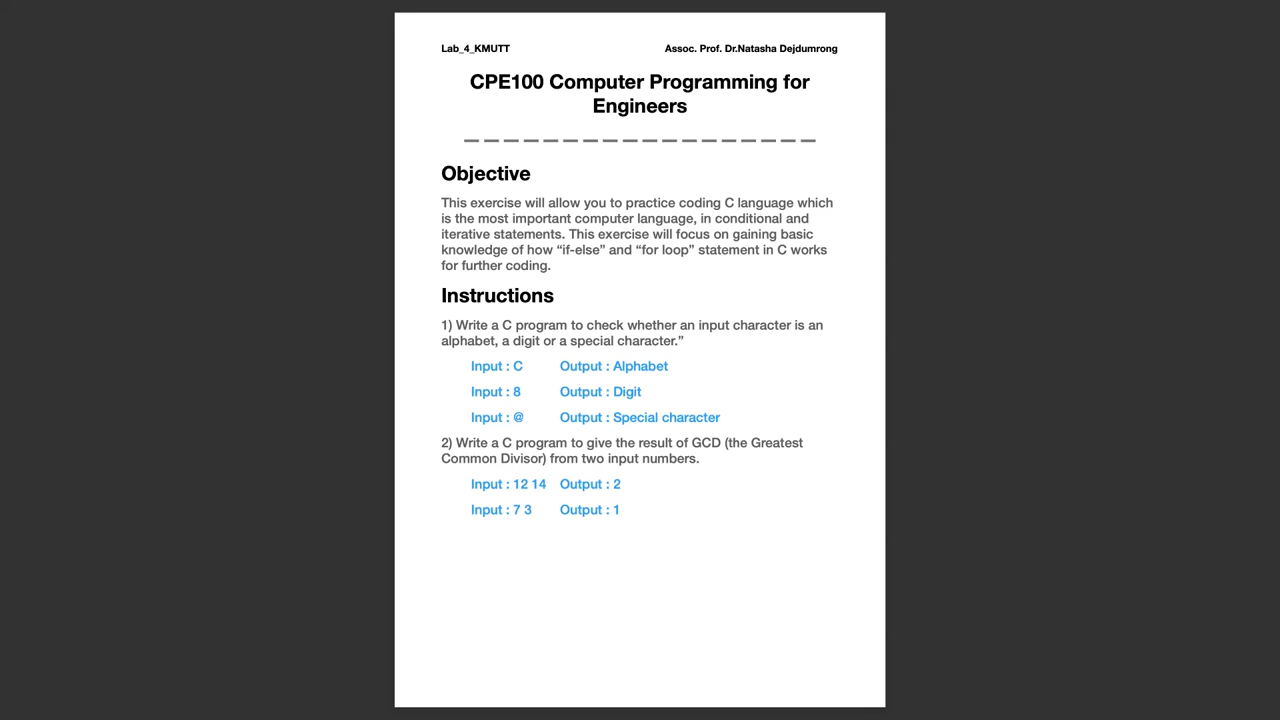 Lab_4_KMUTT Assoc. Prof. Dr.Natasha Dejdumrong
CPE100 Computer Programming for
Engineers
Objective
This exercise will allow you to practice coding C language which
is the most important computer language, in conditional and
iterative statements. This exercise will focus on gaining basic
knowledge of how “if-else” and “for loop” statement in C works
for further coding.
Instructions
1) Write a C program to check whether an input character is an
alphabet, a digit or a special character.”
Input : C Output : Alphabet
Input : 8 Output : Digit
Input : @ Output : Special character
2) Write a C program to give the result of GCD (the Greatest
Common Divisor) from two input numbers.
Input : 12 14 Output : 2
Input : 7 3 Output : 1